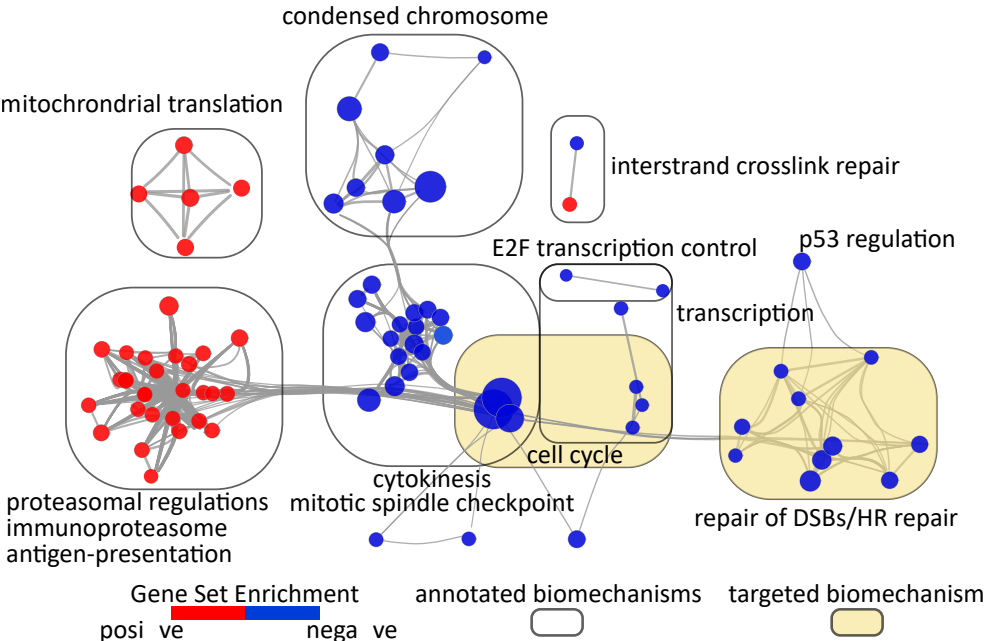 condensed chromosome
mitochrondrial translation
interstrand crosslink repair
E2F transcription control
p53 regulation
transcription
cell cycle
cytokinesis
mitotic spindle checkpoint
proteasomal regulations
immunoproteasome
antigen-presentation
repair of DSBs/HR repair
Gene Set Enrichment
posi ve nega ve
annotated biomechanisms
targeted biomechanism